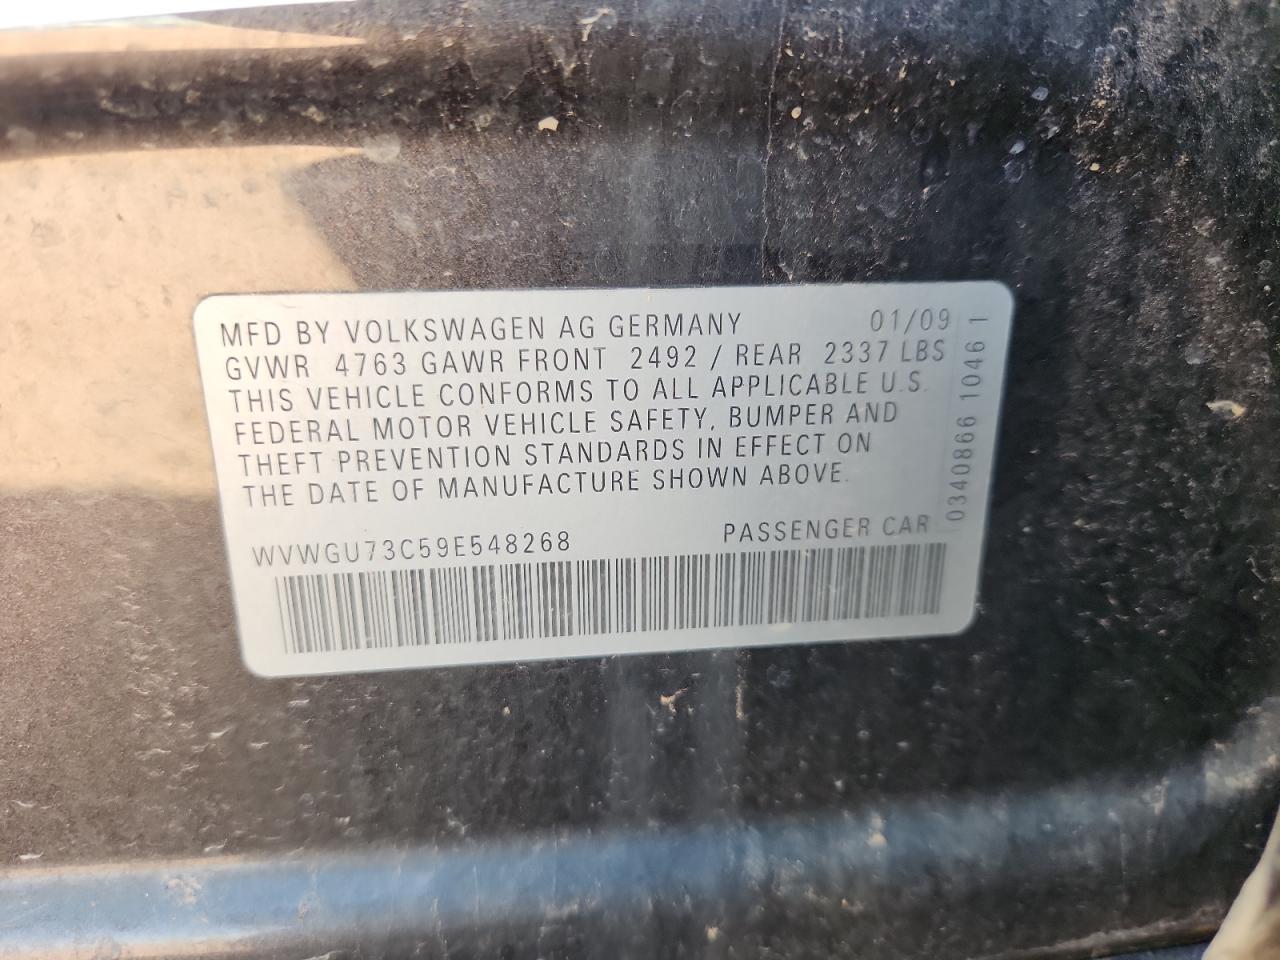 MFD BY VOLKSWAGEN AG GERMANY 01/09
GVWR 4763 GAWR FRONT 2492 / REAR 2337 LBS
THIS VEHICLE CONFORMS TO ALL APPLICABLE U.S.
FEDERAL MOTOR VEHICLE SAFETY, BUMPER AND
THEFT PREVENTION STANDARDS IN EFFECT ON
THE DATE OF MANUFACTURE SHOWN ABOVE.
WVWGU73C59E548268 PASSENGER CAR
0340866 10461